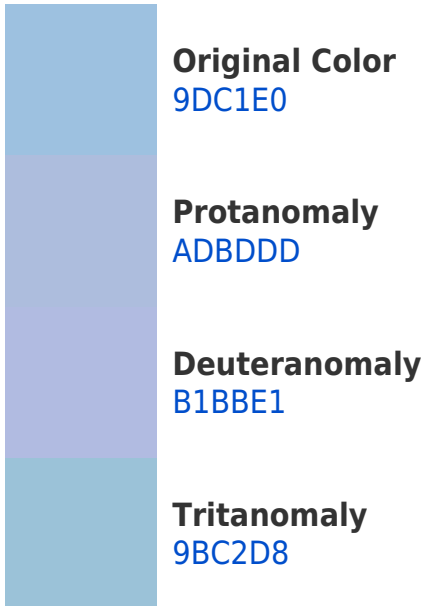 Original Color
9DC1E0
Protanomaly
ADBDDD
Deuteranomaly
B1BBE1
Tritanomaly
9BC2D8